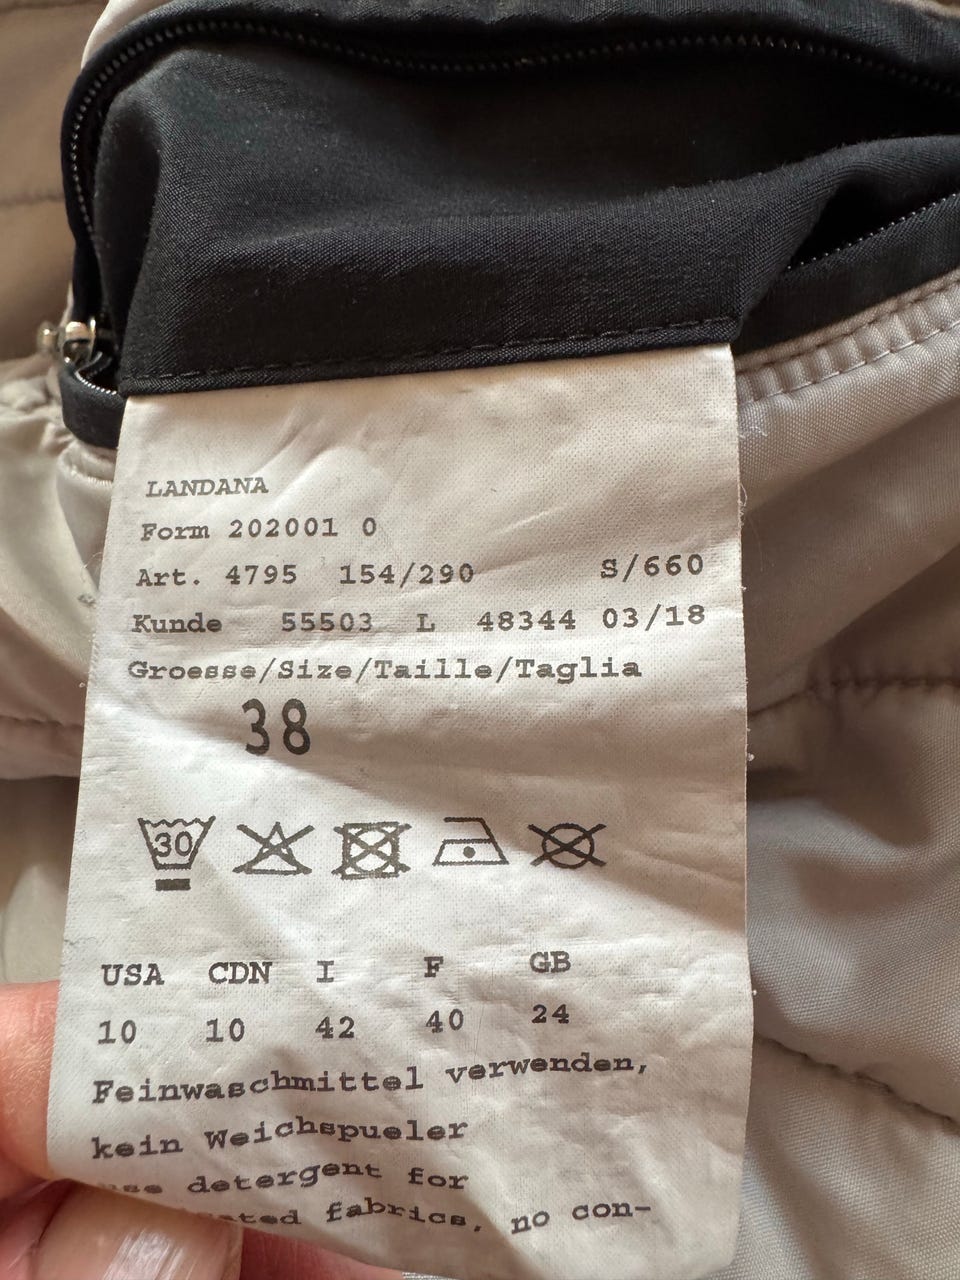 LANDANA
Form 202001 0
Art. 4795 154/290 S/660
Kunde 55503 L 48344 03/18
Groesse/Size/Taille/Taglia
38
30
USA CDN I F GB
10 10 42 40 24
Feinwaschmittel verwenden,
kein Weichspueler
detergent for
fabrics, no con-